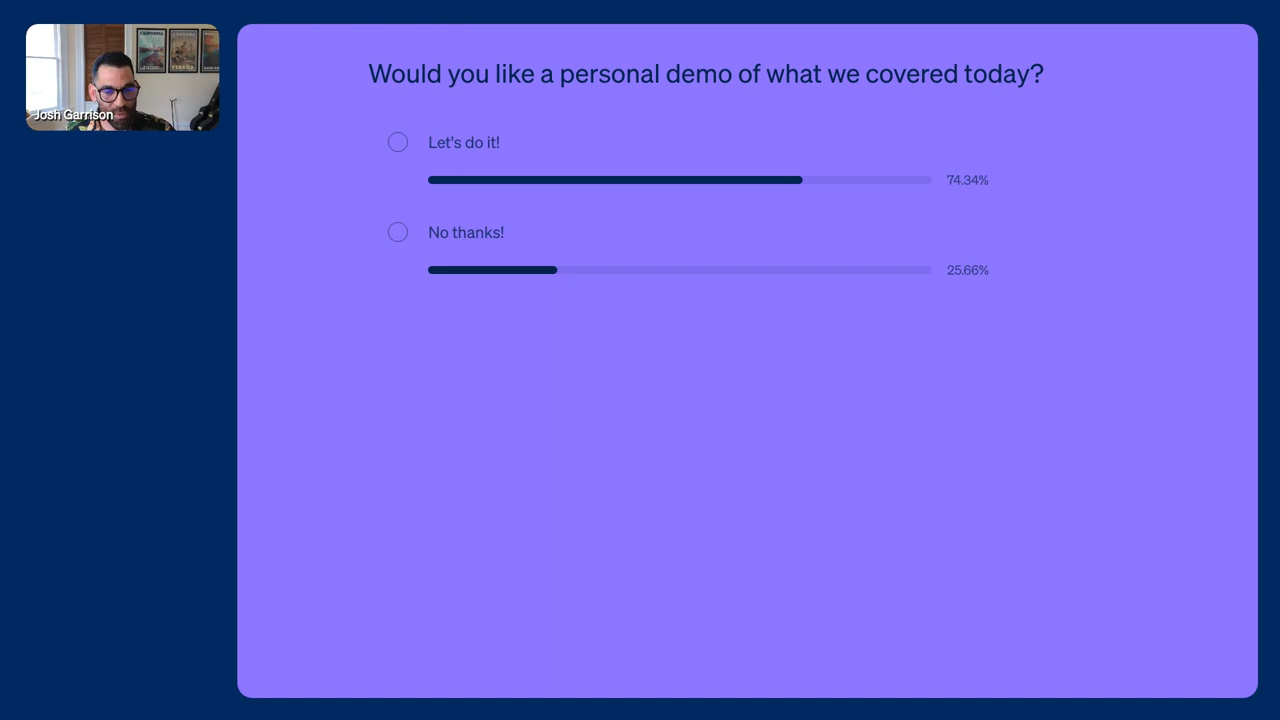 Josh Garrison
Would you like a personal demo of what we covered today?
Let's do it!
74.34%
No thanks!
25.66%